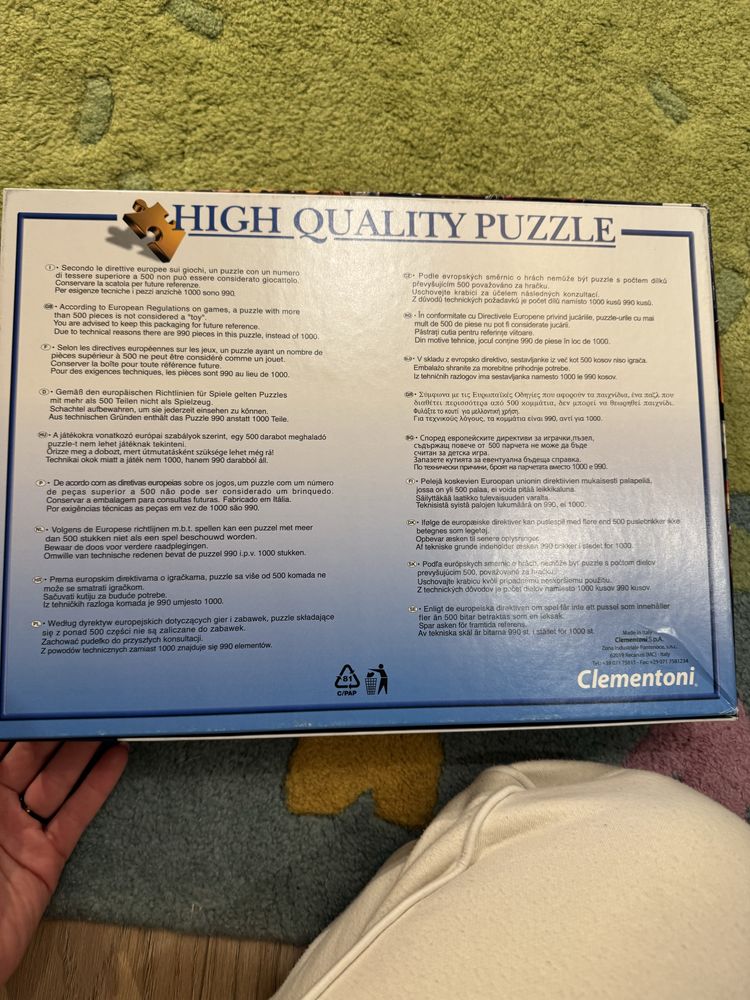 HIGH QUALITY PUZZLE
I • Secondo le direttive europee sui giochi, un puzzle con un numero
di tessere superiore a 500 non può essere considerato giocattolo.
Conservare la scatola per future referenze.
Per esigenze tecniche i pezzi anzichè 1000 sono 990.
GB • According to European Regulations on games, a puzzle with more
than 500 pieces is not considered a "toy".
You are advised to keep this packaging for future reference.
Due to technical reasons there are 990 pieces in this puzzle, instead of 1000.
F • Selon les directives européennes sur les jeux, un puzzle ayant un nombre de
pièces supérieur à 500 ne peut être considéré comme un jouet.
Conserver la boîte pour toute référence future.
Pour des exigences techniques, les pièces sont 990 au lieu de 1000.
D • Gemäß den europäischen Richtlinien für Spiele gelten Puzzles
mit mehr als 500 Teilen nicht als Spielzeug.
Schachtel aufbewahren, um sie jederzeit einsehen zu können.
Aus technischen Gründen enthält das Puzzle 990 anstatt 1000 Teile.
HU • A játékokra vonatkozó európai szabályok szerint, egy 500 darabot meghaladó
puzzle-t nem lehet játéknak tekinteni.
Őrizze meg a dobozt, mert útmutatásként szüksége lehet még rá!
Technikai okok miatt a játék nem 1000, hanem 990 darabból áll.
P • De acordo com as diretivas europeias sobre os jogos, um puzzle com um número
de peças superior a 500 não pode ser considerado um brinquedo.
Conservar a embalagem para consultas futuras. Fabricado em Itália.
Por exigências técnicas as peças em vez de 1000 são 990.
NL • Volgens de Europese richtlijnen m.b.t. spellen kan een puzzel met meer
dan 500 stukken niet als een spel beschouwd worden.
Bewaar de doos voor verdere raadplegingen.
Omwille van technische redenen bevat de puzzel 990 i.p.v. 1000 stukken.
HR • Prema europskim direktivama o igračkama, puzzle sa više od 500 komada ne
može se smatrati igračkom.
Sačuvati kutiju za buduće potrebe.
Iz tehničkih razloga komada je 990 umjesto 1000.
PL • Według dyrektyw europejskich dotyczących gier i zabawek, puzzle składające
się z ponad 500 części nie są zaliczane do zabawek.
Zachować pudełko do przyszłych konsultacji.
Z powodów technicznych zamiast 1000 znajduje się 990 elementów.
CZ • Podle evropských směrnic o hrách nemůže být puzzle s počtem dílků
převyšujícím 500 považováno za hračku.
Uschovejte krabici za účelem následných konzultací.
Z důvodů technických požadavků je počet dílů namísto 1000 kusů 990 kusů.
RO • În conformitate cu Directivele Europene privind jucăriile, puzzle-urile cu mai
mult de 500 de piese nu pot fi considerate jucării.
Păstraţi cutia pentru referinţe viitoare.
Din motive tehnice, jocul conţine 990 de piese în loc de 1000.
SLO • V skladu z evropsko direktivo, sestavljanke iz več kot 500 kosov niso igrača.
Embalažo shranite za morebitne prihodnje potrebe.
Iz tehničnih razlogov ima sestavljanka namesto 1000 le 990 kosov.
GR • Σύμφωνα με τις Ευρωπαϊκές Οδηγίες που αφορούν τα παιχνίδια, ένα παζλ που
διαθέτει περισσότερα από 500 κομμάτια, δεν μπορεί να θεωρηθεί παιχνίδι.
Φυλάξτε το κουτί για μελλοντική χρήση.
Για τεχνικούς λόγους, τα κομμάτια είναι 990, αντί για 1000.
BG • Според европейските директиви за играчки,пъзел,
съдържащ повече от 500 парчета не може да бъде
считан за детска игра.
Запазете кутията за евентуална бъдеща справка.
По технически причини, броят на парчетата вместо 1000 е 990.
FI • Pelejä koskevien Euroopan unionin direktiivien mukaisesti palapeliä,
jossa on yli 500 palaa, ei voida pitää leikkikaluna.
Säilyttäkää laatikko tulevaisuuden varalta.
Teknisistä syistä palojen lukumäärä on 990, ei 1000.
DK • Ifølge de europæiske direktiver kan puslespil med flere end 500 puslebrikker ikke
betegnes som legetøj.
Opbevar æsken til senere oplysninger.
Af tekniske grunde indeholder æsken 990 brikker i stedet for 1000.
SK • Podľa európskych smerníc o hrách, nemôže byť puzzle s počtom dielov
prevyšujúcim 500, považované za hračku.
Uschovajte krabicu kvôli prípadnému neskoršiemu použitiu.
Z technických dôvodov je počet dielov namiesto 1000 kusov 990 kusov.
SE • Enligt de europeiska direktiven om spel får inte ett pussel som innehåller
fler än 500 bitar betraktas som en leksak.
Spar asken för framtida referens.
Av tekniska skäl är bitarna 990 st. i stället för 1000 st.
Made in Italy
Clementoni S.p.A.
Zona Industriale Fontenoce, s.n.c.
62019 Recanati (MC) - Italy
Tel.: +39 071 75811 - Fax: +39 071 7581234
81
C/PAP
Clementoni